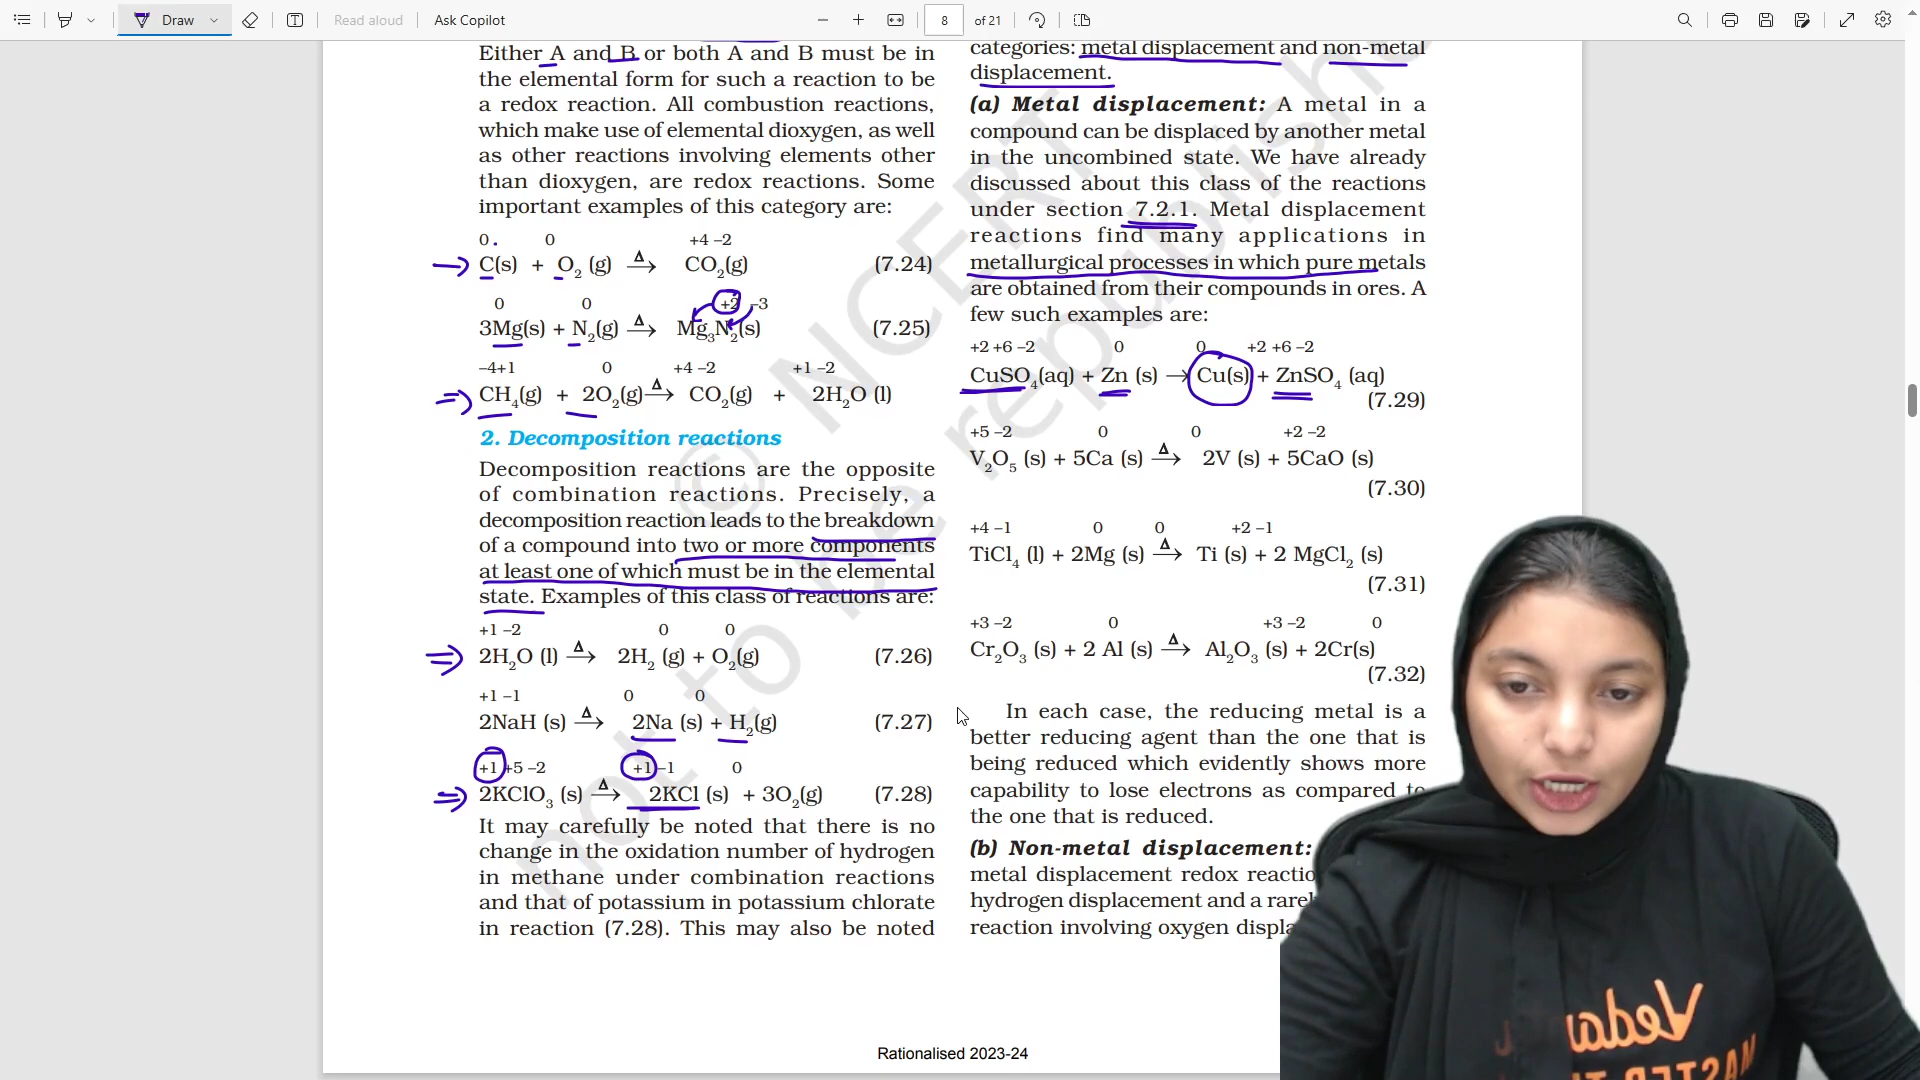 Draw
Read aloud
Ask Copilot
8
of 21
Either A and B or both A and B must be in
the elemental form for such a reaction to be
a redox reaction. All combustion reactions,
which make use of elemental dioxygen, as well
as other reactions involving elements other
than dioxygen, are redox reactions. Some
important examples of this category are:
0 0 +4 –2
C(s) + O2 (g) Δ→ CO2(g) (7.24)
0 0 +2 –3
3Mg(s) + N2(g) Δ→ Mg3N2(s) (7.25)
–4+1 0 +4 –2 +1 –2
CH4(g) + 2O2(g) Δ→ CO2(g) + 2H2O (l)
2. Decomposition reactions
Decomposition reactions are the opposite
of combination reactions. Precisely, a
decomposition reaction leads to the breakdown
of a compound into two or more components
at least one of which must be in the elemental
state. Examples of this class of reactions are:
+1 –2 0 0
2H2O (l) Δ→ 2H2 (g) + O2(g) (7.26)
+1 –1 0 0
2NaH (s) Δ→ 2Na (s) + H2(g) (7.27)
+1 +5 –2 +1 –1 0
2KClO3 (s) Δ→ 2KCl (s) + 3O2(g) (7.28)
It may carefully be noted that there is no
change in the oxidation number of hydrogen
in methane under combination reactions
and that of potassium in potassium chlorate
in reaction (7.28). This may also be noted
categories: metal displacement and non-metal
displacement.
(a) Metal displacement: A metal in a
compound can be displaced by another metal
in the uncombined state. We have already
discussed about this class of the reactions
under section 7.2.1. Metal displacement
reactions find many applications in
metallurgical processes in which pure metals
are obtained from their compounds in ores. A
few such examples are:
+2 +6 –2 0 0 +2 +6 –2
CuSO4(aq) + Zn (s) → Cu(s) + ZnSO4 (aq)
(7.29)
+5 –2 0 0 +2 –2
V2O5 (s) + 5Ca (s) Δ→ 2V (s) + 5CaO (s)
(7.30)
+4 –1 0 0 +2 –1
TiCl4 (l) + 2Mg (s) Δ→ Ti (s) + 2 MgCl2 (s)
(7.31)
+3 –2 0 +3 –2 0
Cr2O3 (s) + 2 Al (s) Δ→ Al2O3 (s) + 2Cr(s)
(7.32)
In each case, the reducing metal is a
better reducing agent than the one that is
being reduced which evidently shows more
capability to lose electrons as compared to
the one that is reduced.
(b) Non-metal displacement:
metal displacement redox reactio
hydrogen displacement and a rarel
reaction involving oxygen displa
© NCERT
not to be republished
Rationalised 2023-24